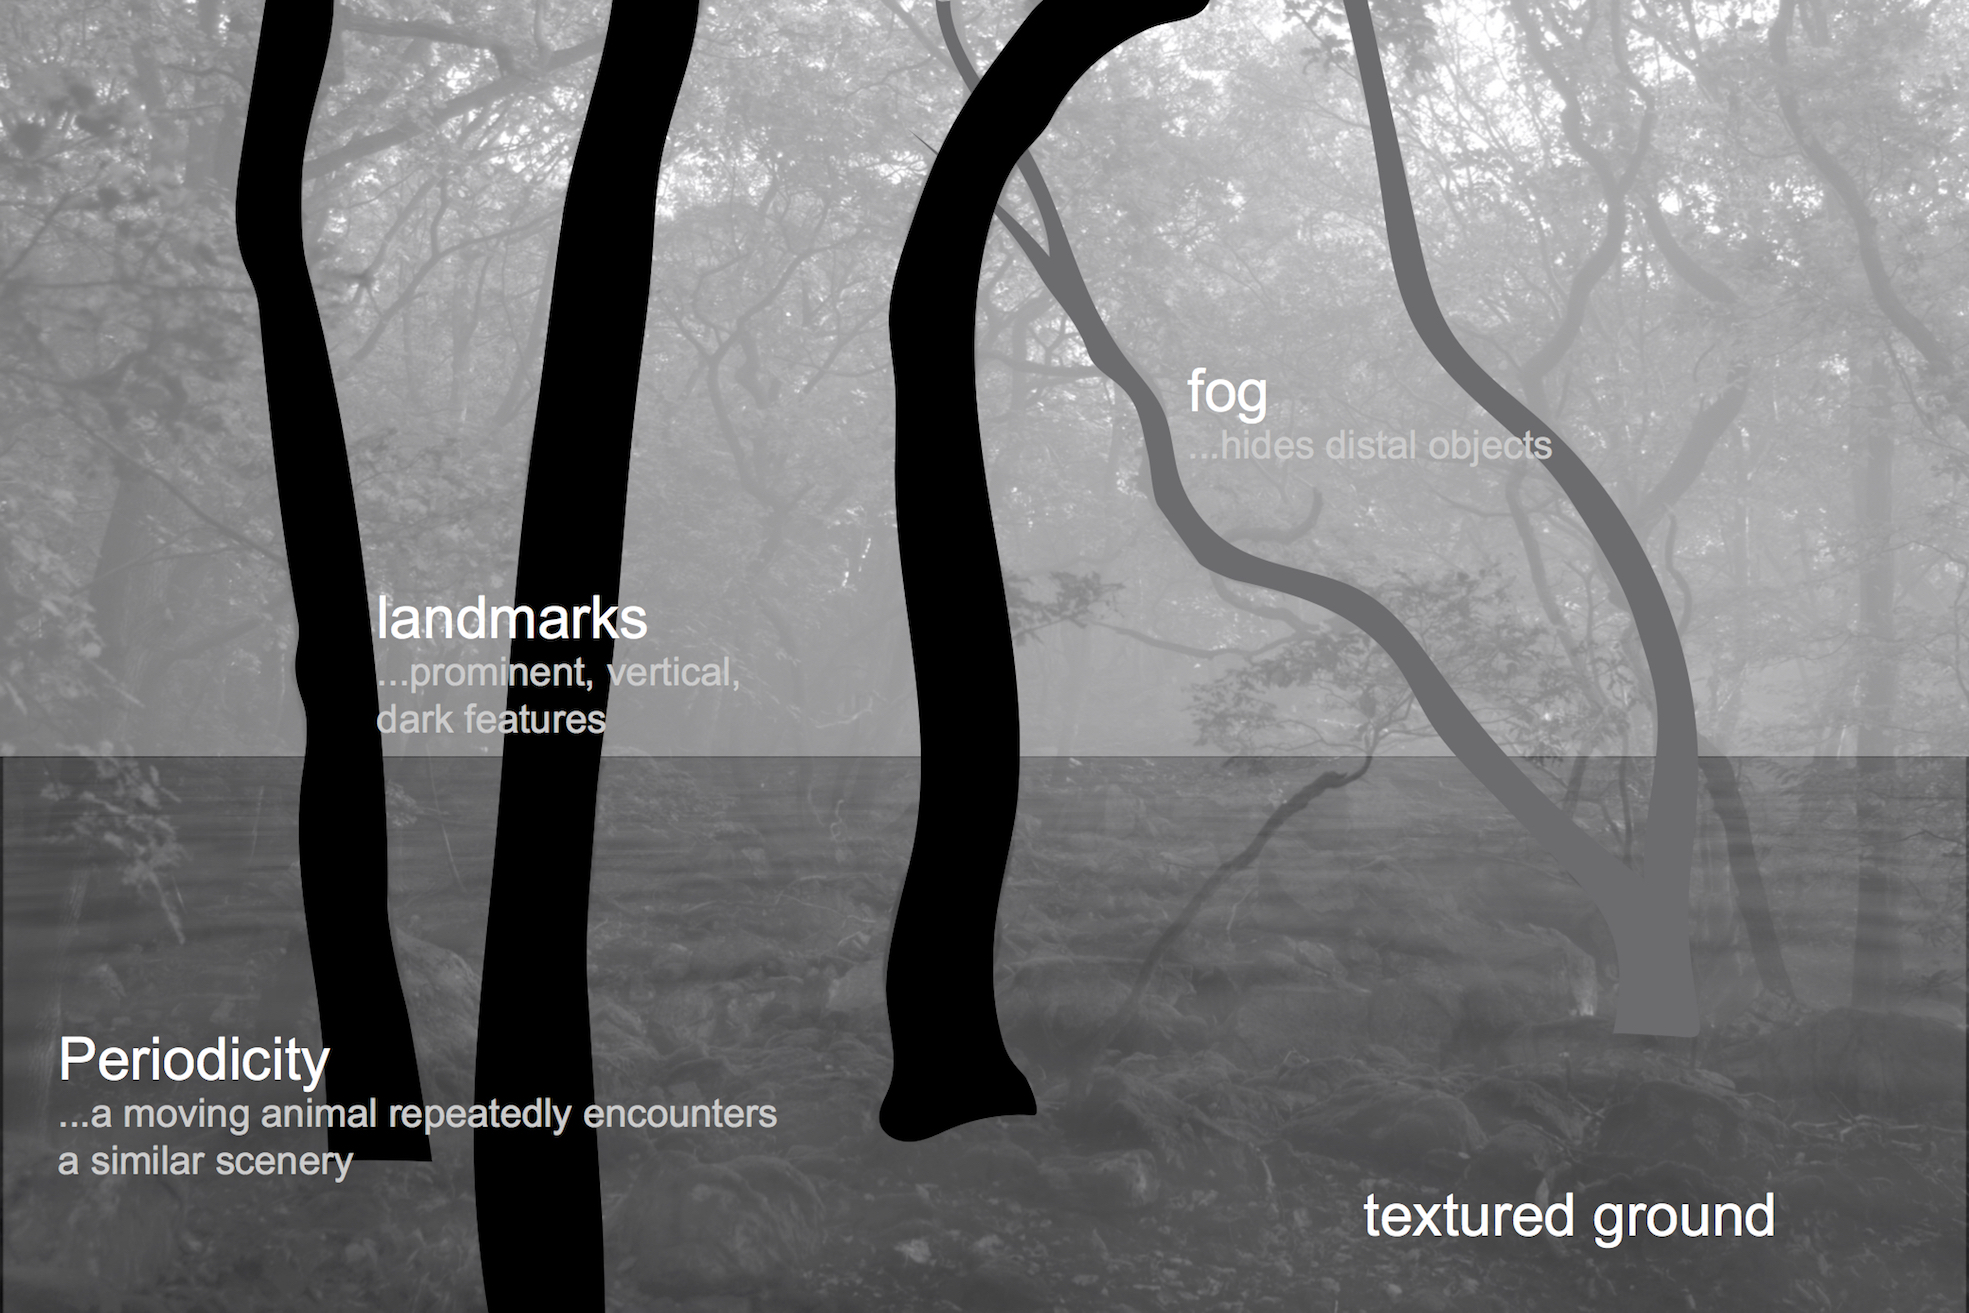 fog
...hides distal objects
landmarks
...prominent, vertical,
dark features
Periodicity
...a moving animal repeatedly encounters
a similar scenery
textured ground